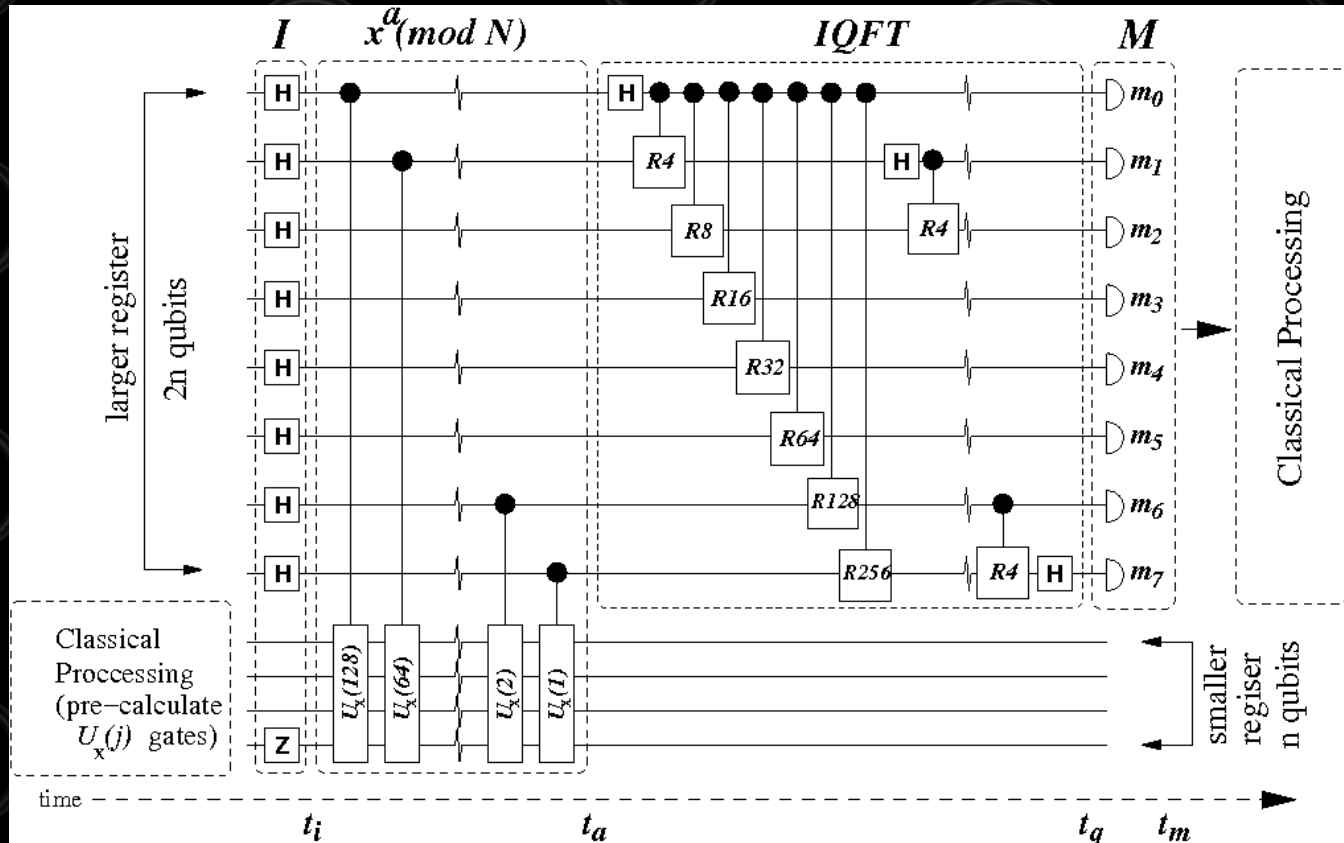 I x^a(mod N) IQFT M
H H m₀
H R4 H m₁
H R8 R4 m₂
H R16 m₃
H R32 m₄
H R64 m₅
H R128 m₆
H R256 R4 H m₇
larger register
2n qubits
Classical Processing
Classical
Proccessing
(pre-calculate
Uₓ(j) gates)
Z
Uₓ(128) Uₓ(64) Uₓ(2) Uₓ(1)
smaller
regiser
n qubits
time
tᵢ tₐ t_q t_m